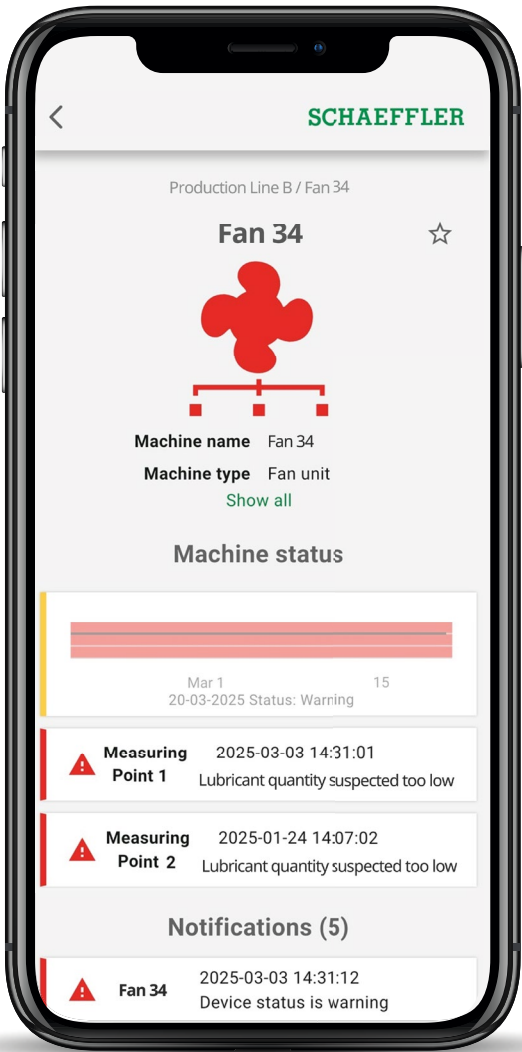 SCHAEFFLER
Production Line B / Fan 34
Fan 34
Machine name Fan 34
Machine type Fan unit
Show all
Machine status
Mar 1 15
20-03-2025 Status: Warning
Measuring Point 1
2025-03-03 14:31:01
Lubricant quantity suspected too low
Measuring Point 2
2025-01-24 14:07:02
Lubricant quantity suspected too low
Notifications (5)
Fan 34
2025-03-03 14:31:12
Device status is warning